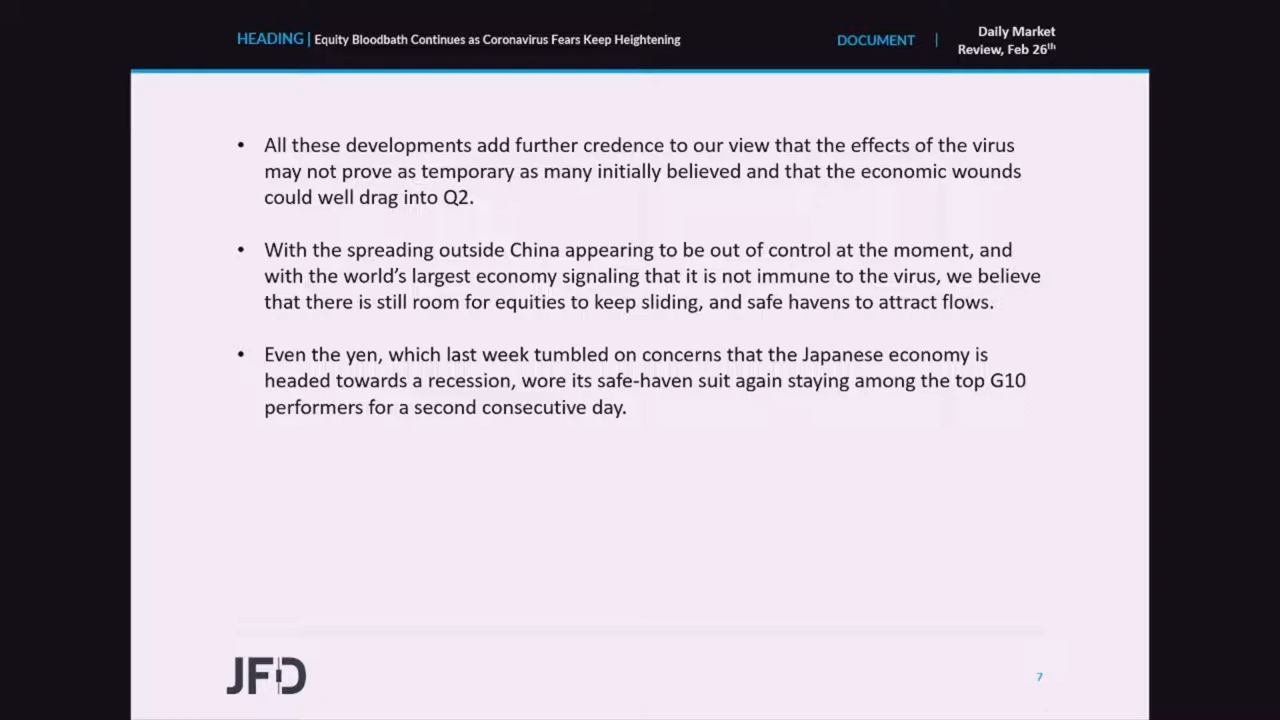 HEADING | Equity Bloodbath Continues as Coronavirus Fears Keep Heightening
DOCUMENT | Daily Market
Review, Feb 26th
• All these developments add further credence to our view that the effects of the virus
may not prove as temporary as many initially believed and that the economic wounds
could well drag into Q2.
• With the spreading outside China appearing to be out of control at the moment, and
with the world's largest economy signaling that it is not immune to the virus, we believe
that there is still room for equities to keep sliding, and safe havens to attract flows.
• Even the yen, which last week tumbled on concerns that the Japanese economy is
headed towards a recession, wore its safe-haven suit again staying among the top G10
performers for a second consecutive day.
JFD
7